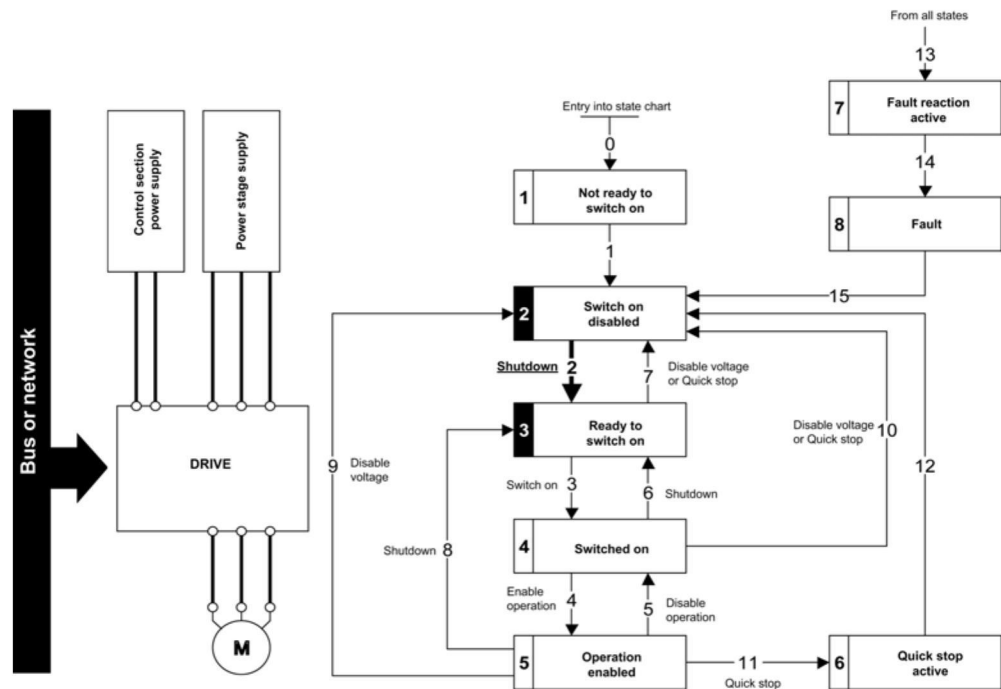 From all states
13
7
Fault reaction
active
14
8
Fault
15
Entry into state chart
0
1
Not ready to
switch on
1
2
Switch on
disabled
Shutdown
2
7
Disable voltage
or Quick stop
3
Ready to
switch on
Switch on
3
6
Shutdown
4
Switched on
Enable
operation
4
5
Disable
operation
5
Operation
enabled
11
Quick stop
6
Quick stop
active
9
Disable
voltage
Shutdown
8
Disable voltage
or Quick stop
10
12
Bus or network
Control section
power supply
Power stage supply
DRIVE
M